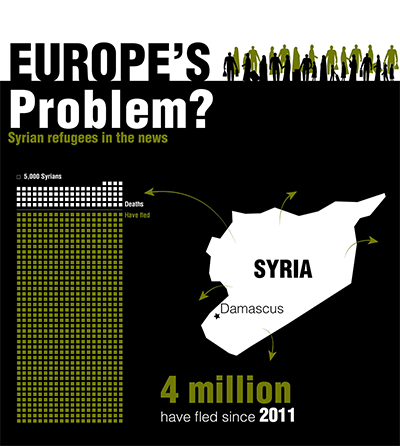 EUROPE'S
Problem?
Syrian refugees in the news
5,000 Syrians
Deaths
Have fled
SYRIA
Damascus
4 million
have fled since 2011